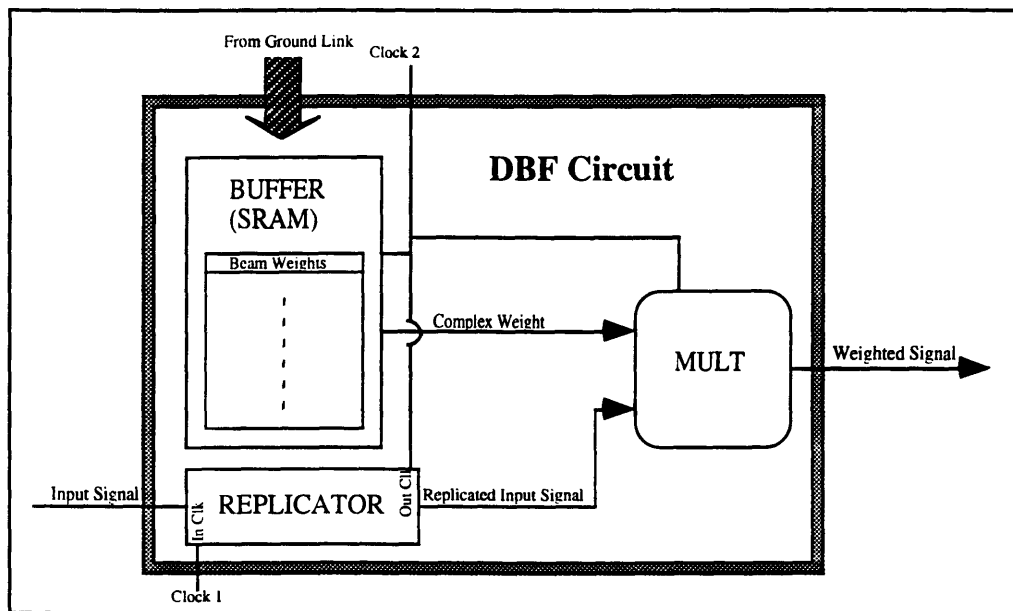 From Ground Link
Clock 2
DBF Circuit
BUFFER
(SRAM)
Beam Weights
Complex Weight
MULT
Weighted Signal
Input Signal
In Clk
REPLICATOR
Out Clk
Replicated Input Signal
Clock 1